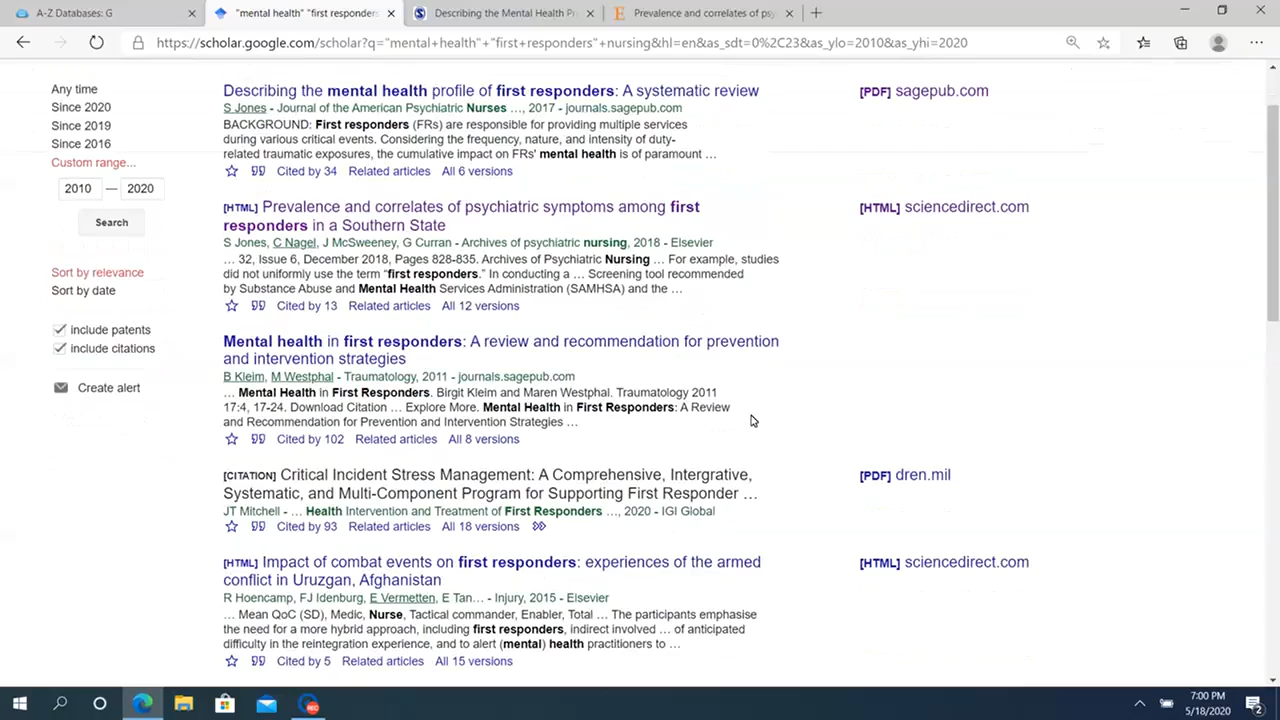 A-Z Databases: G
"mental health" "first responders
Describing the Mental Health Pr
Prevalence and correlates of psy
https://scholar.google.com/scholar?q="mental+health"+"first+responders"+nursing&hl=en&as_sdt=0%2C23&as_ylo=2010&as_yhi=2020
Any time
Since 2020
Since 2019
Since 2016
Custom range...
2010 — 2020
Search
Sort by relevance
Sort by date
include patents
include citations
Create alert
Describing the mental health profile of first responders: A systematic review
[PDF] sagepub.com
S Jones - Journal of the American Psychiatric Nurses …, 2017 - journals.sagepub.com
BACKGROUND: First responders (FRs) are responsible for providing multiple services
during various critical events. Considering the frequency, nature, and intensity of duty-
related traumatic exposures, the cumulative impact on FRs' mental health is of paramount …
Cited by 34 Related articles All 6 versions
[HTML] Prevalence and correlates of psychiatric symptoms among first
responders in a Southern State
[HTML] sciencedirect.com
S Jones, C Nagel, J McSweeney, G Curran - Archives of psychiatric nursing, 2018 - Elsevier
… 32, Issue 6, December 2018, Pages 828-835. Archives of Psychiatric Nursing … For example, studies
did not uniformly use the term “first responders.” In conducting a … Screening tool recommended
by Substance Abuse and Mental Health Services Administration (SAMHSA) and the …
Cited by 13 Related articles All 12 versions
Mental health in first responders: A review and recommendation for prevention
and intervention strategies
B Kleim, M Westphal - Traumatology, 2011 - journals.sagepub.com
… Mental Health in First Responders. Birgit Kleim and Maren Westphal. Traumatology 2011
17:4, 17-24. Download Citation … Explore More. Mental Health in First Responders: A Review
and Recommendation for Prevention and Intervention Strategies …
Cited by 102 Related articles All 8 versions
[CITATION] Critical Incident Stress Management: A Comprehensive, Intergrative,
Systematic, and Multi-Component Program for Supporting First Responder …
[PDF] dren.mil
JT Mitchell - … Health Intervention and Treatment of First Responders …, 2020 - IGI Global
Cited by 93 Related articles All 18 versions
[HTML] Impact of combat events on first responders: experiences of the armed
conflict in Uruzgan, Afghanistan
[HTML] sciencedirect.com
R Hoencamp, FJ Idenburg, E Vermetten, E Tan… - Injury, 2015 - Elsevier
… Mean QoC (SD), Medic, Nurse, Tactical commander, Enabler, Total … The participants emphasise
the need for a more hybrid approach, including first responders, indirect involved … of anticipated
difficulty in the reintegration experience, and to alert (mental) health practitioners to …
Cited by 5 Related articles All 15 versions
REC
7:00 PM
5/18/2020
2